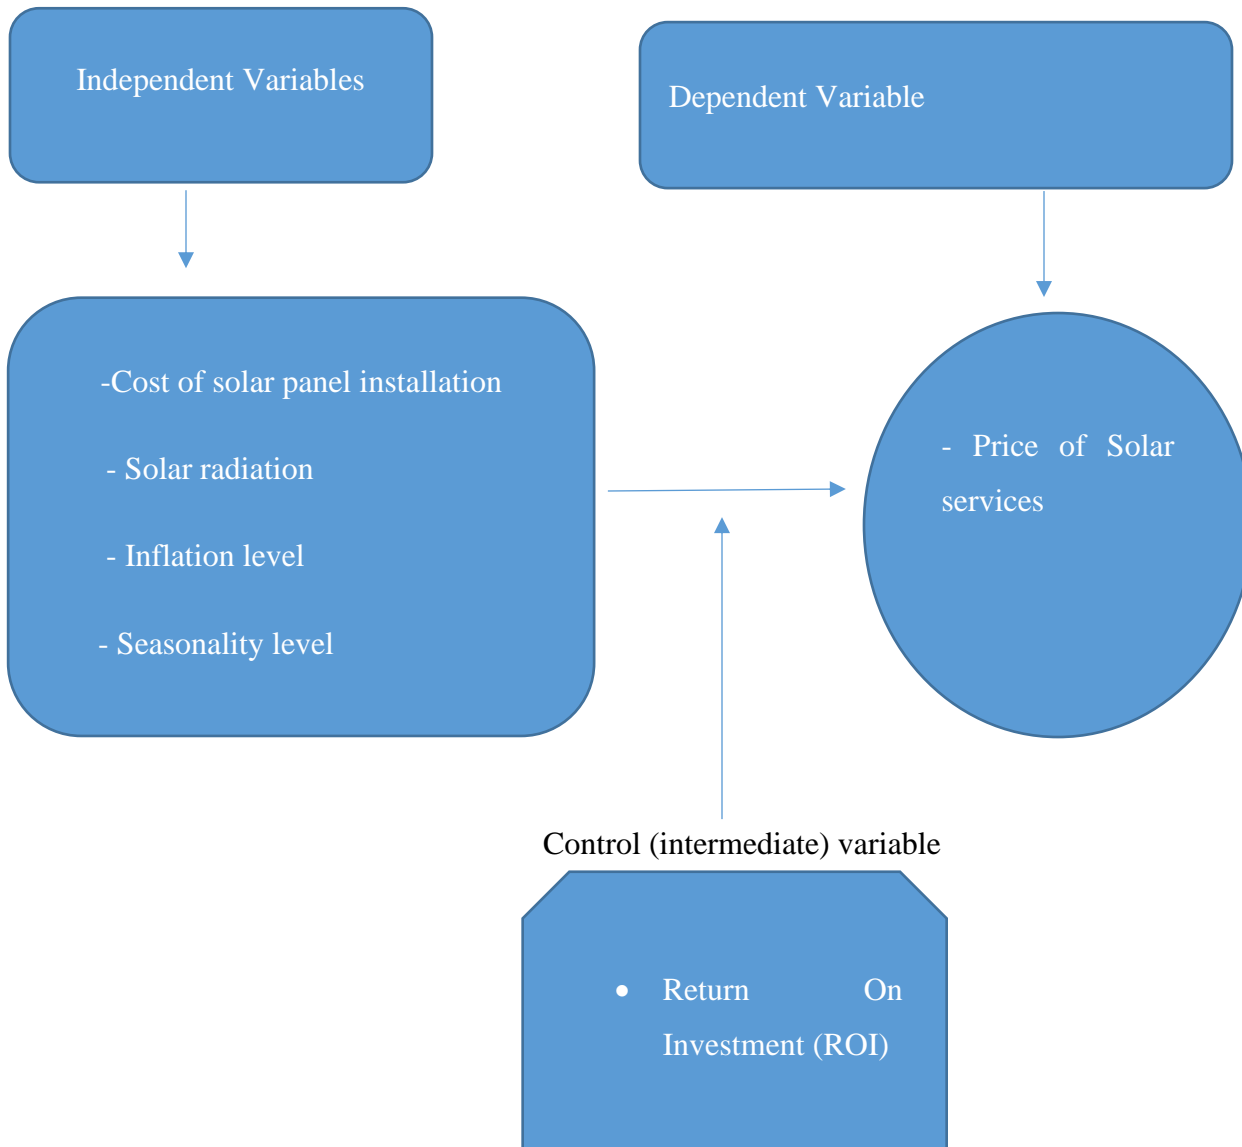 Independent Variables
Dependent Variable
-Cost of solar panel installation
- Solar radiation
- Inflation level
- Seasonality level
- Price of Solar
services
Control (intermediate) variable
• Return On
Investment (ROI)